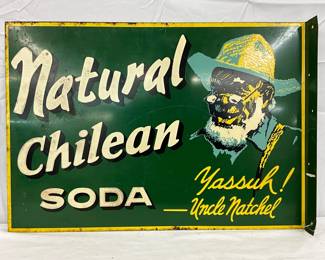 Natural
Chilean
SODA
Yassuh!
—Uncle Natchel